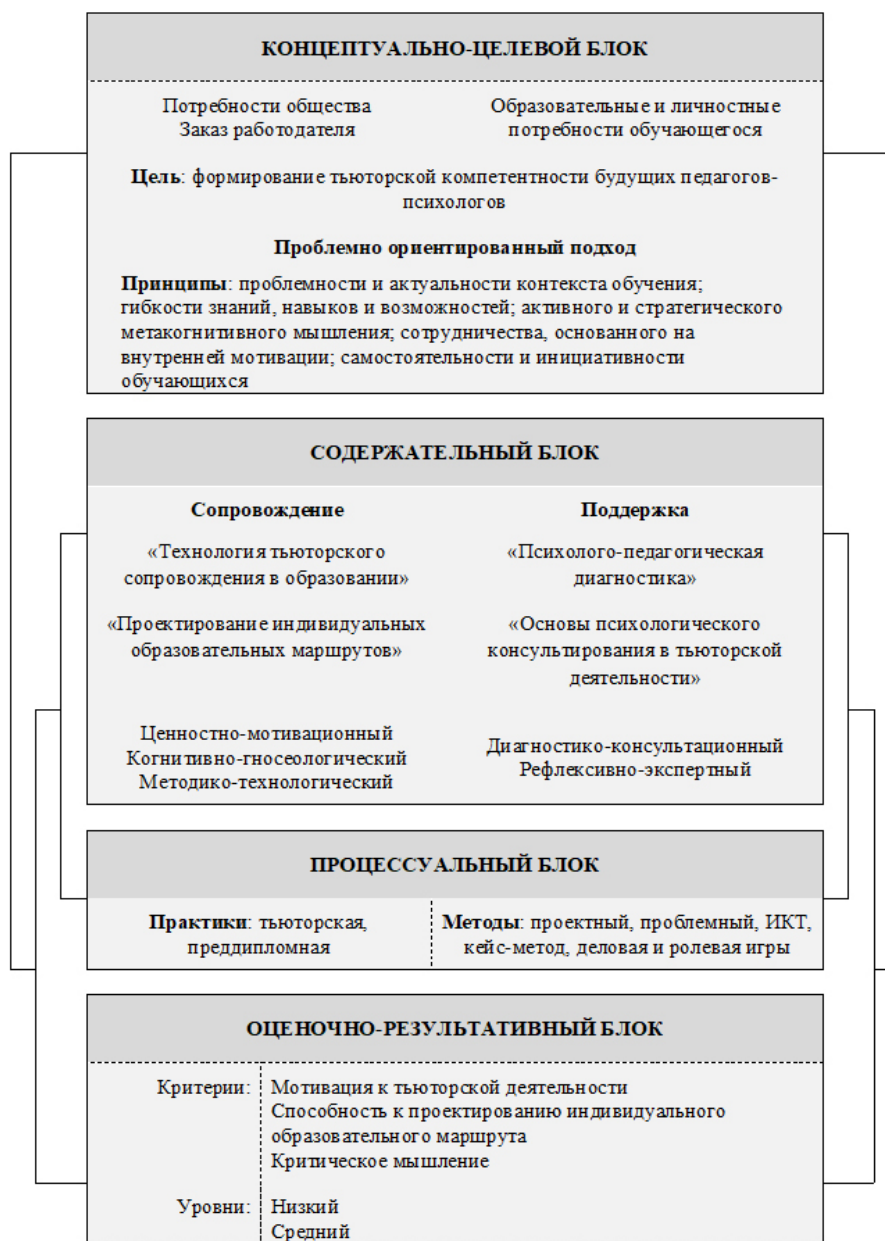 КОНЦЕПТУАЛЬНО-ЦЕЛЕВОЙ БЛОК
Потребности общества
Заказ работодателя
Образовательные и личностные
потребности обучающегося
Цель: формирование тьюторской компетентности будущих педагогов-
психологов
Проблемно ориентированный подход
Принципы: проблемности и актуальности контекста обучения;
гибкости знаний, навыков и возможностей; активного и стратегического
метакогнитивного мышления; сотрудничества, основанного на
внутренней мотивации; самостоятельности и инициативности
обучающихся
СОДЕРЖАТЕЛЬНЫЙ БЛОК
Сопровождение
«Технология тьюторского
сопровождения в образовании»
«Проектирование индивидуальных
образовательных маршрутов»
Ценностно-мотивационный
Когнитивно-гносеологический
Методико-технологический
Поддержка
«Психолого-педагогическая
диагностика»
«Основы психологического
консультирования в тьюторской
деятельности»
Диагностико-консультационный
Рефлексивно-экспертный
ПРОЦЕССУАЛЬНЫЙ БЛОК
Практики: тьюторская,
преддипломная
Методы: проектный, проблемный, ИКТ,
кейс-метод, деловая и ролевая игры
ОЦЕНОЧНО-РЕЗУЛЬТАТИВНЫЙ БЛОК
Критерии:
Мотивация к тьюторской деятельности
Способность к проектированию индивидуального
образовательного маршрута
Критическое мышление
Уровни:
Низкий
Средний